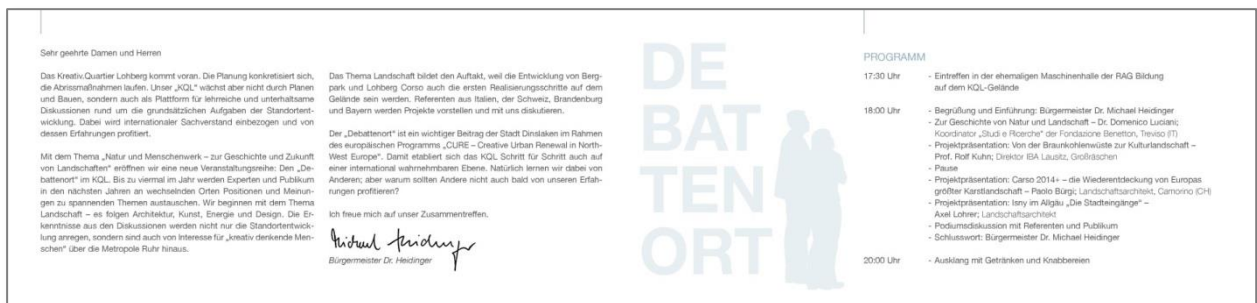 Sehr geehrte Damen und Herren
Das Kreativ.Quartier Lohberg kommt voran. Die Planung konkretisiert sich,
die Abrissmaßnahmen laufen. Unser „KQL“ wächst aber nicht durch Planen
und Bauen, sondern auch als Plattform für lehrreiche und unterhaltsame
Diskussionen rund um die grundsätzlichen Aufgaben der Standortent-
wicklung. Dabei wird internationaler Sachverstand einbezogen und von
dessen Erfahrungen profitiert.
Mit dem Thema „Natur und Menschenwerk – zur Geschichte und Zukunft
von Landschaften“ eröffnen wir eine neue Veranstaltungsreihe: Den „De-
battenort“ im KQL. Bis zu viermal im Jahr werden Experten und Publikum
in den nächsten Jahren an wechselnden Orten Positionen und Meinun-
gen zu spannenden Themen austauschen. Wir beginnen mit dem Thema
Landschaft – es folgen Architektur, Kunst, Energie und Design. Die Er-
kenntnisse aus den Diskussionen werden nicht nur die Standortentwick-
lung anregen, sondern sind auch von Interesse für „kreativ denkende Men-
schen“ über die Metropole Ruhr hinaus.
Das Thema Landschaft bildet den Auftakt, weil die Entwicklung von Berg-
park und Lohberg Corso auch die ersten Realisierungsschritte auf dem
Gelände sein werden. Referenten aus Italien, der Schweiz, Brandenburg
und Bayern werden Projekte vorstellen und mit uns diskutieren.
Der „Debattenort“ ist ein wichtiger Beitrag der Stadt Dinslaken im Rahmen
des europäischen Programms „CURE – Creative Urban Renewal in North-
West Europe“. Damit etabliert sich das KQL Schritt für Schritt auch auf
einer international wahrnehmbaren Ebene. Natürlich lernen wir dabei von
Anderen; aber warum sollten Andere nicht auch bald von unseren Erfah-
rungen profitieren?
Ich freue mich auf unser Zusammentreffen.
Michael Heidinger
Bürgermeister Dr. Heidinger
DE
BAT
TEN
ORT
PROGRAMM
17:30 Uhr - Eintreffen in der ehemaligen Maschinenhalle der RAG Bildung
auf dem KQL-Gelände
18:00 Uhr - Begrüßung und Einführung: Bürgermeister Dr. Michael Heidinger
- Zur Geschichte von Natur und Landschaft – Dr. Domenico Luciani;
Koordinator „Studi e Ricerche“ der Fondazione Benetton, Treviso (IT)
- Projektpräsentation: Von der Braunkohlenwüste zur Kulturlandschaft –
Prof. Rolf Kuhn; Direktor IBA Lausitz, Großräschen
- Pause
- Projektpräsentation: Carso 2014+ – die Wiederentdeckung von Europas
größter Karstlandschaft – Paolo Bürgi; Landschaftsarchitekt, Camorino (CH)
- Projektpräsentation: Isny im Allgäu „Die Stadteingänge“ –
Axel Lohrer; Landschaftsarchitekt
- Podiumsdiskussion mit Referenten und Publikum
- Schlusswort: Bürgermeister Dr. Michael Heidinger
20:00 Uhr - Ausklang mit Getränken und Knabbereien